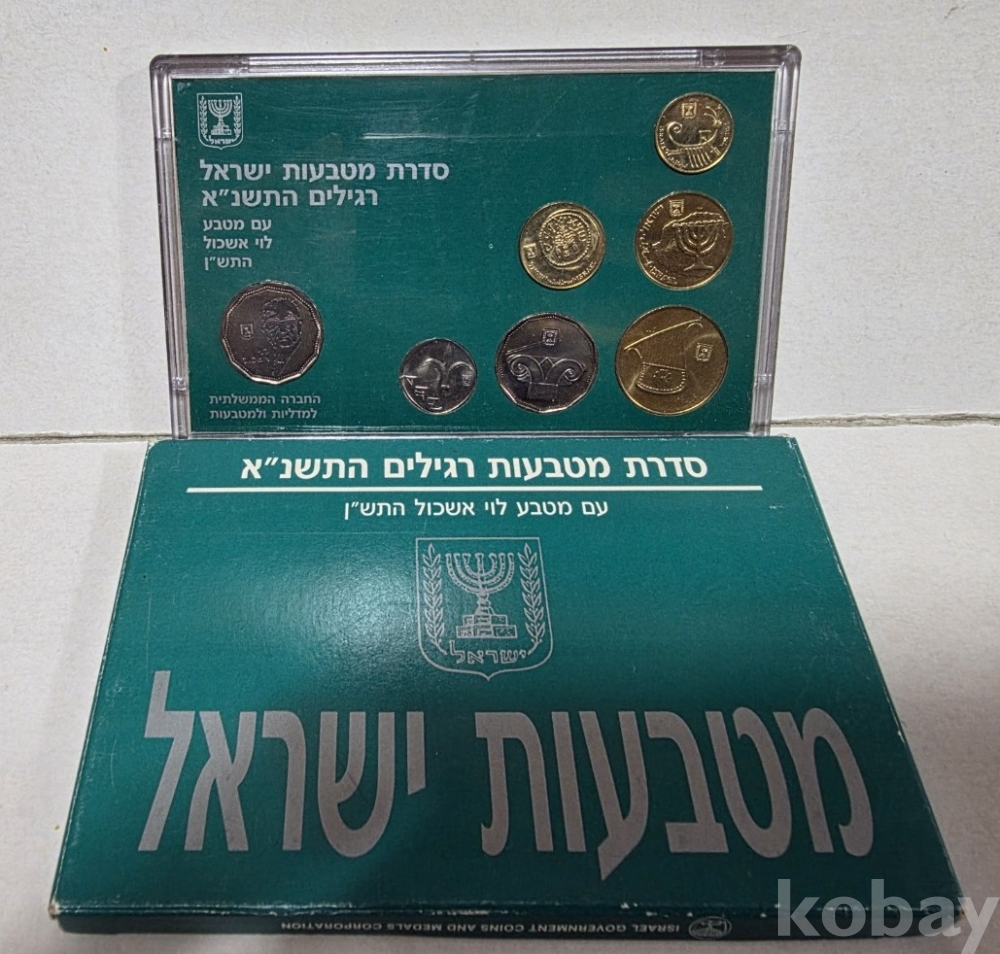 ישראל
סדרת מטבעות ישראל
רגילים התשנ״א
עם מטבע
לוי אשכול
התש״ן
החברה הממשלתית
למדליות ולמטבעות
סדרת מטבעות רגילים התשנ״א
עם מטבע לוי אשכול התש״ן
ישראל
מטבעות ישראל
ISRAEL GOVERNMENT COINS AND MEDALS CORPORATION
kobay